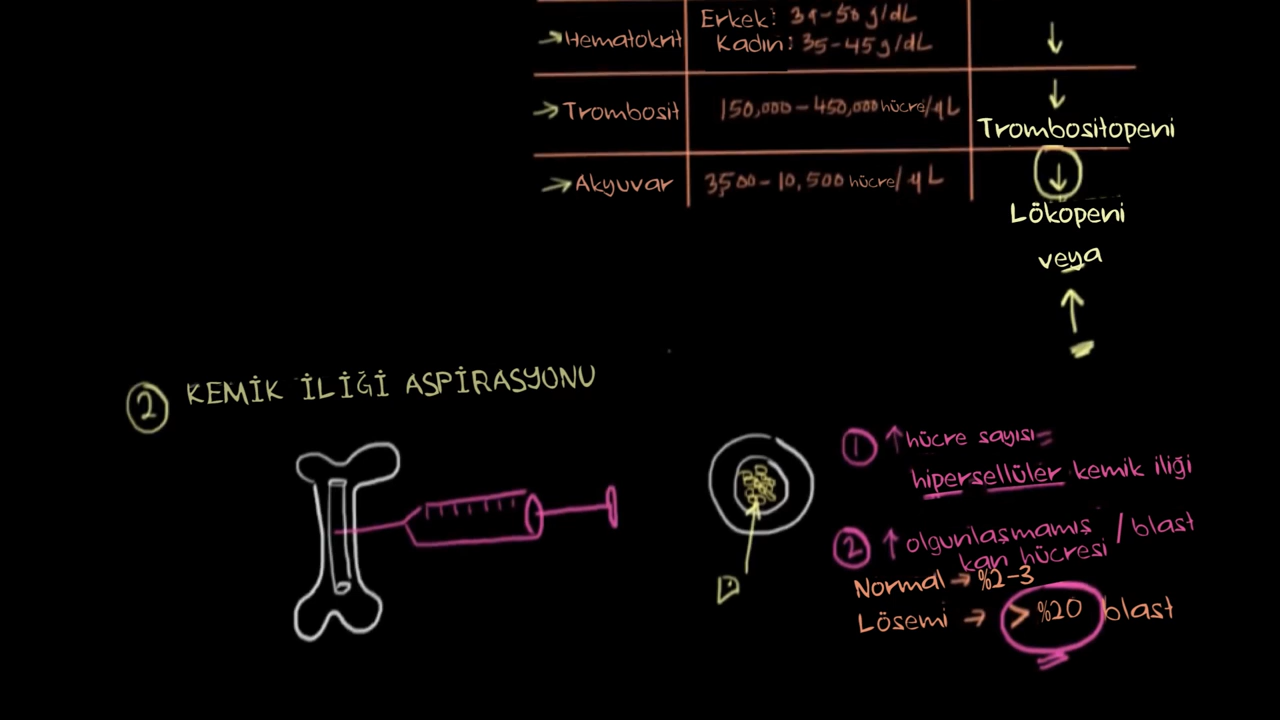 Erkek: 39-50 g/dL
→Hematokrit
Kadın: 35-45 g/dL
↓
→Trombosit
150,000-450,000 hücre/µL
↓
Trombositopeni
→Akyuvar
3,500-10,500 hücre/µL
↓
Lökopeni
veya
↑
2 KEMİK İLİĞİ ASPİRASYONU
1 ↑hücre sayısı=
hipersellüler kemik iliği
2 ↑ olgunlaşmamış / blast
kan hücresi
Normal → %2-3
Lösemi → > %20 blast